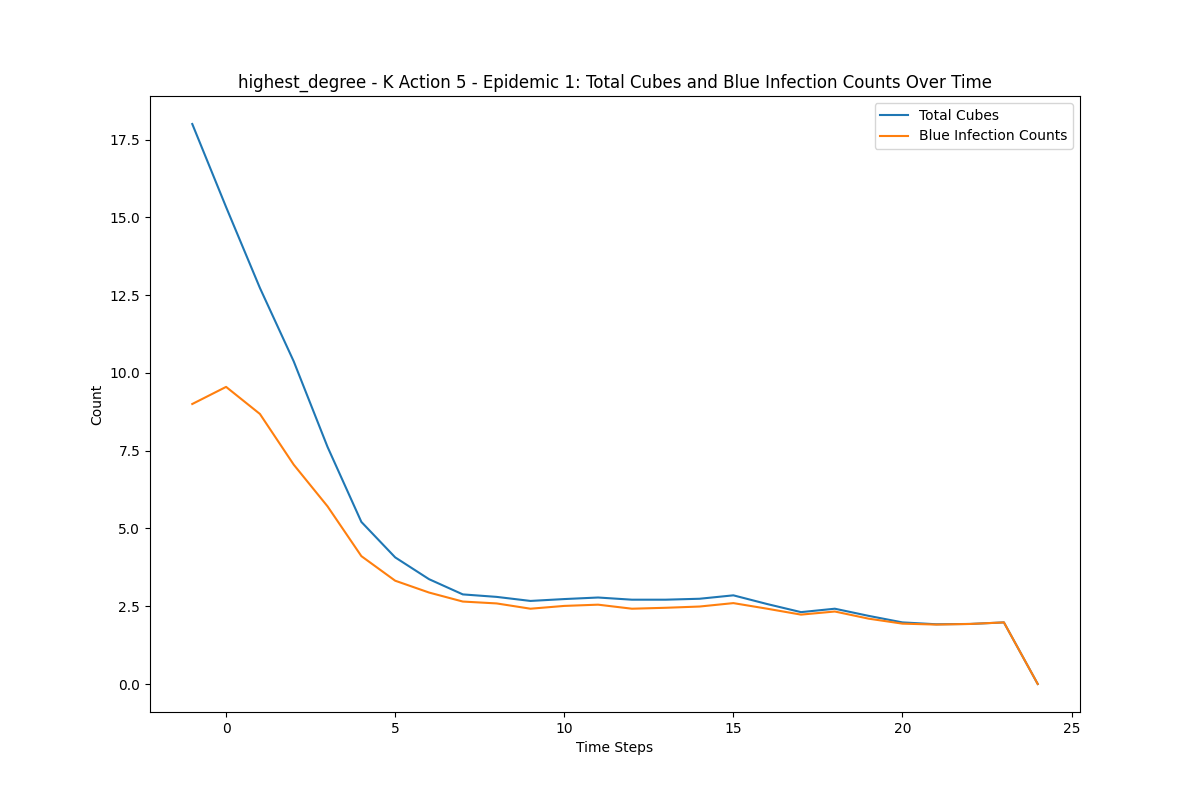 highest_degree - K Action 5 - Epidemic 1: Total Cubes and Blue Infection Counts Over Time
Total Cubes
Blue Infection Counts
17.5
15.0
12.5
10.0
7.5
5.0
2.5
0.0
Count
0 5 10 15 20 25
Time Steps